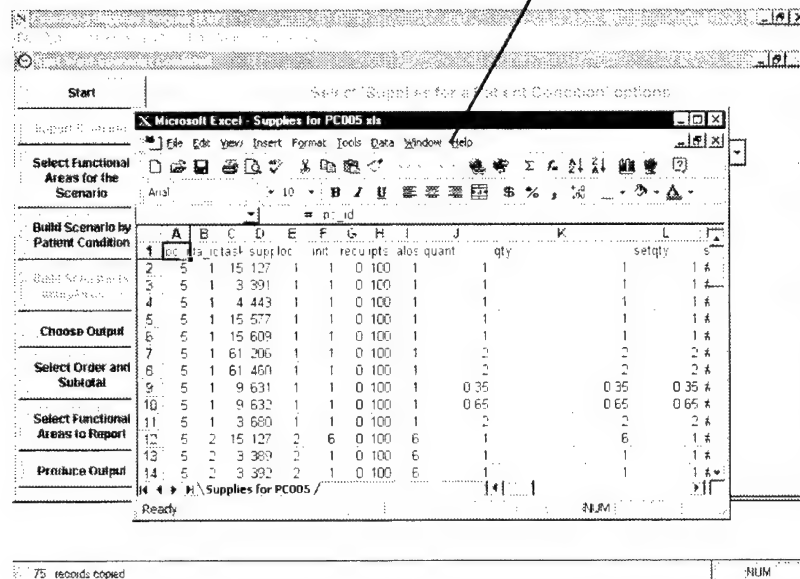 Start
Select 'Supplies for a Patient Condition' options
Microsoft Excel - Supplies for PC005 xls
File Edit View Insert Format Tools Data Window Help
Select Functional
Areas for the
Scenario
Arial 10 B I U $ % ,
Build Scenario by
Patient Condition
= pc_id
A B C D E F G H I J K L
1 task supp loc init recu ipts alos quant qty setqty s
2 5 1 15 127 1 1 0 100 1 1 1 1 #
3 5 1 3 391 1 1 0 100 1 1 1 1 #
4 5 1 4 443 1 1 0 100 1 1 1 1 #
5 5 1 15 577 1 1 0 100 1 1 1 1 #
6 5 1 15 609 1 1 0 100 1 1 1 1 #
7 5 1 61 206 1 1 0 100 1 2 2 2 #
8 5 1 61 460 1 1 0 100 1 2 2 2 #
9 5 1 9 631 1 1 0 100 1 0 35 0 35 0 35 #
10 5 1 9 632 1 1 0 100 1 0 65 0 65 0 65 #
11 5 1 3 680 1 1 0 100 1 2 2 2 #
12 5 2 15 127 2 6 0 100 6 1 6 1 #
13 5 2 3 389 2 1 0 100 6 1 1 1 #
14 5 2 3 392 2 1 0 100 6 1 1 1 #
Choose Output
Select Order and
Subtotal
Select Functional
Areas to Report
Produce Output
Supplies for PC005
Ready NUM
75 records copied NUM